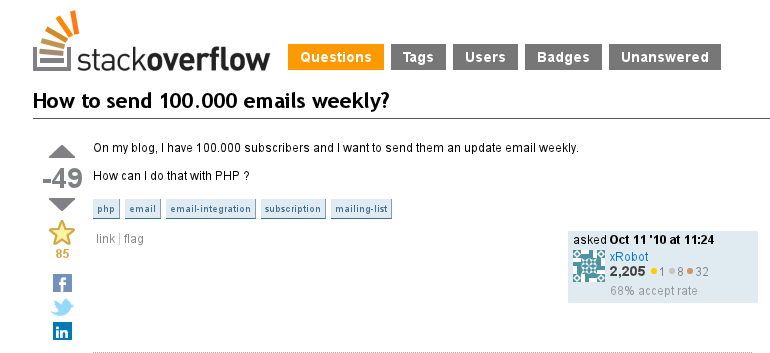 stackoverflow
Questions Tags Users Badges Unanswered
How to send 100.000 emails weekly?
On my blog, I have 100.000 subscribers and I want to send them an update email weekly.
-49
How can I do that with PHP ?
php email email-integration subscription mailing-list
link | flag
85
asked Oct 11 '10 at 11:24
xRobot
2,205 1 8 32
68% accept rate
f
in